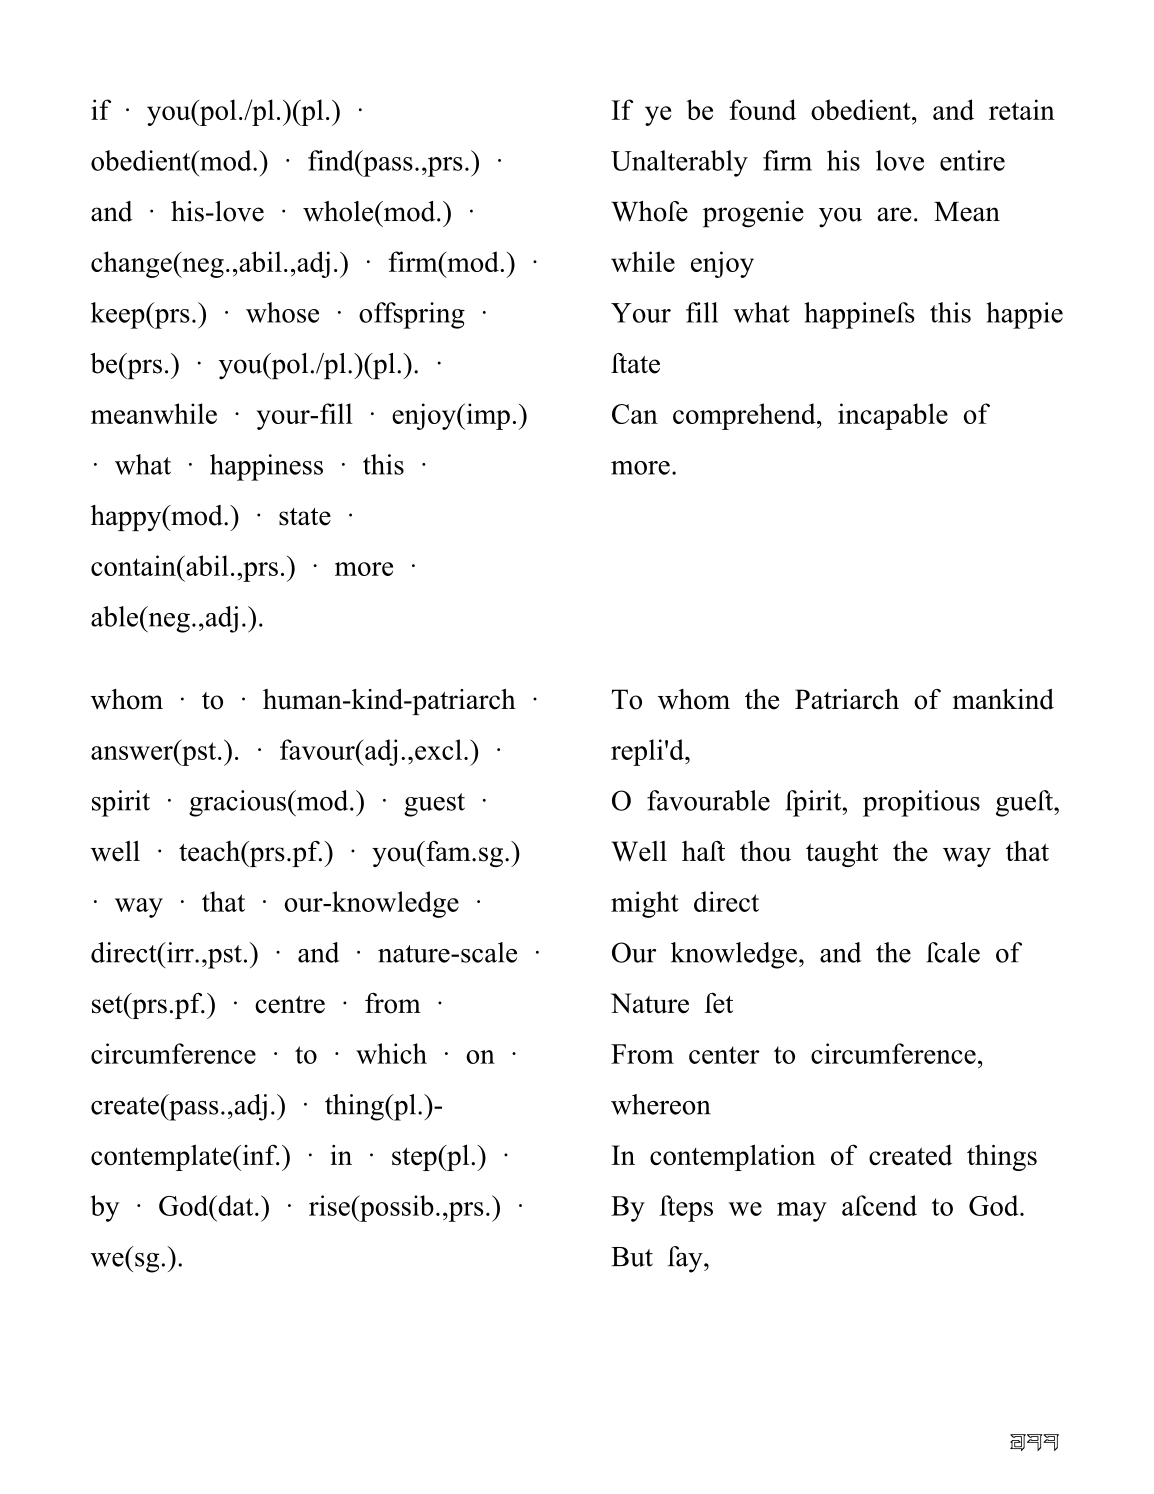 if · you(pol./pl.)(pl.) ·
obedient(mod.) · find(pass.,prs.) ·
and · his-love · whole(mod.) ·
change(neg.,abil.,adj.) · firm(mod.) ·
keep(prs.) · whose · offspring ·
be(prs.) · you(pol./pl.)(pl.). ·
meanwhile · your-fill · enjoy(imp.)
· what · happiness · this ·
happy(mod.) · state ·
contain(abil.,prs.) · more ·
able(neg.,adj.).
If ye be found obedient, and retain
Unalterably firm his love entire
Whoſe progenie you are. Mean
while enjoy
Your fill what happineſs this happie
ſtate
Can comprehend, incapable of
more.
whom · to · human-kind-patriarch ·
answer(pst.). · favour(adj.,excl.) ·
spirit · gracious(mod.) · guest ·
well · teach(prs.pf.) · you(fam.sg.)
· way · that · our-knowledge ·
direct(irr.,pst.) · and · nature-scale ·
set(prs.pf.) · centre · from ·
circumference · to · which · on ·
create(pass.,adj.) · thing(pl.)-
contemplate(inf.) · in · step(pl.) ·
by · God(dat.) · rise(possib.,prs.) ·
we(sg.).
To whom the Patriarch of mankind
repli'd,
O favourable ſpirit, propitious gueſt,
Well haſt thou taught the way that
might direct
Our knowledge, and the ſcale of
Nature ſet
From center to circumference,
whereon
In contemplation of created things
By ſteps we may aſcend to God.
But ſay,